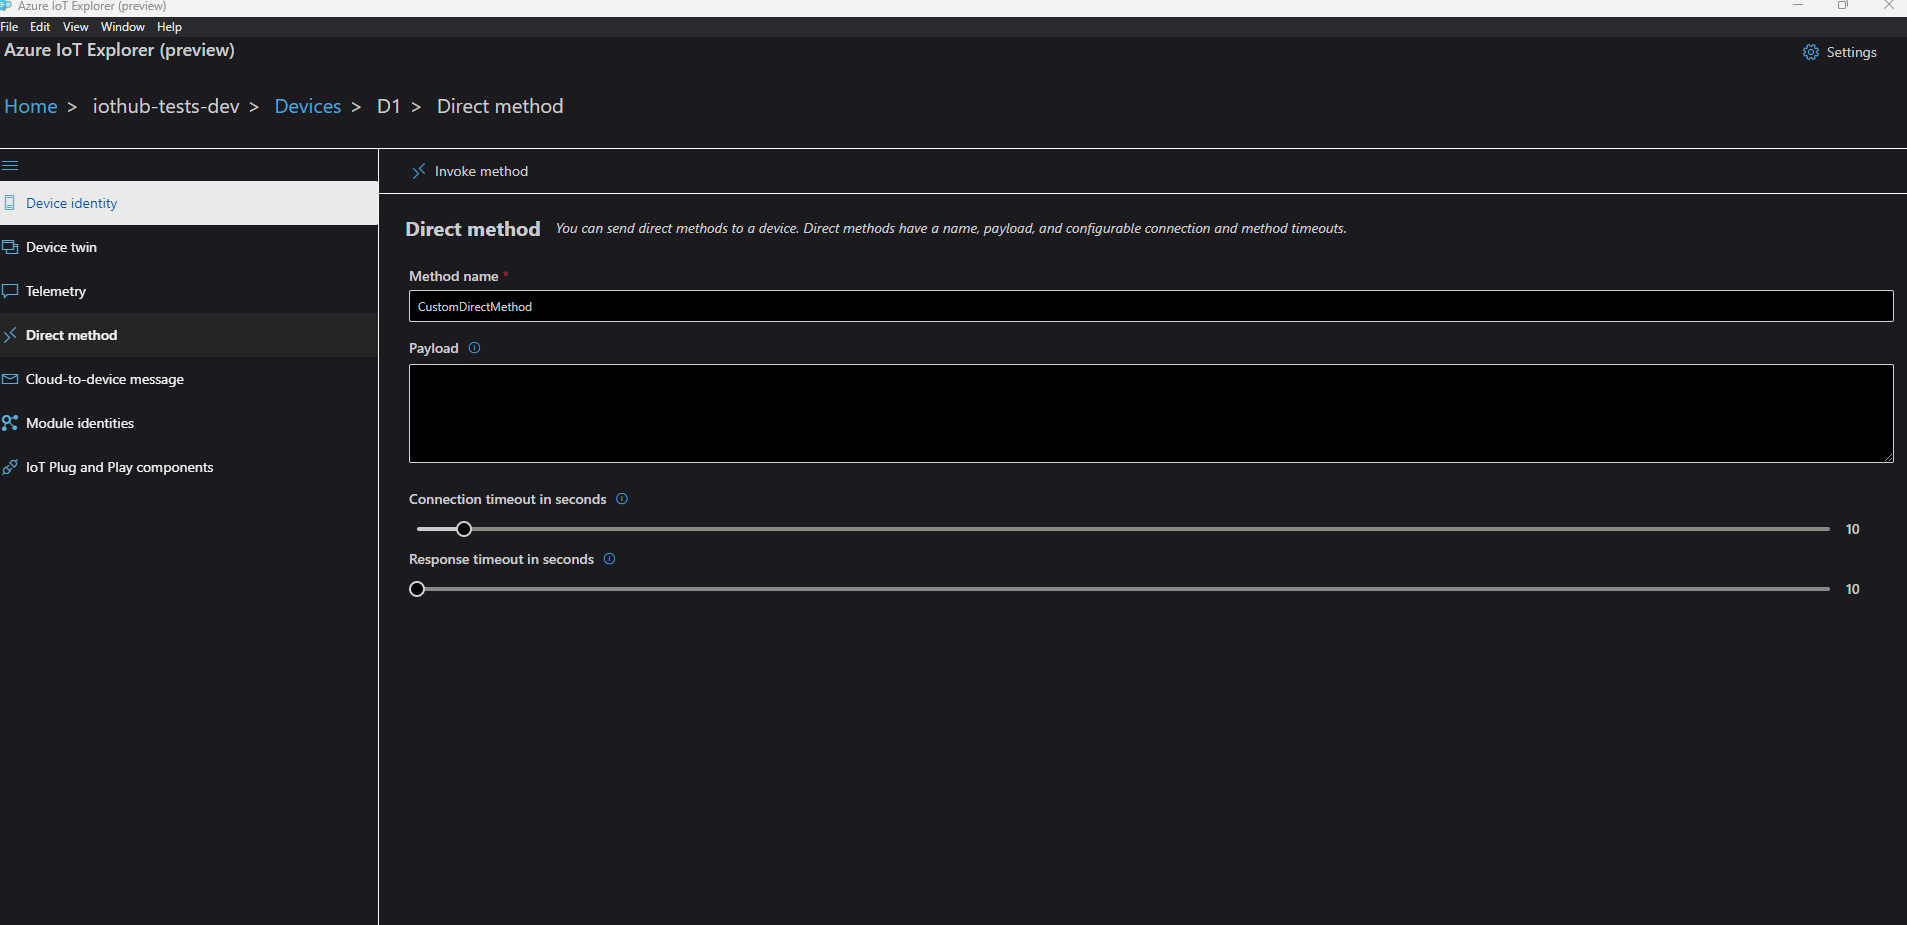 Azure IoT Explorer (preview)
File Edit View Window Help
Azure IoT Explorer (preview)
Settings
Home > iothub-tests-dev > Devices > D1 > Direct method
Invoke method
Device identity
Device twin
Telemetry
Direct method
Cloud-to-device message
Module identities
IoT Plug and Play components
Direct method You can send direct methods to a device. Direct methods have a name, payload, and configurable connection and method timeouts.
Method name *
CustomDirectMethod
Payload
Connection timeout in seconds
10
Response timeout in seconds
10